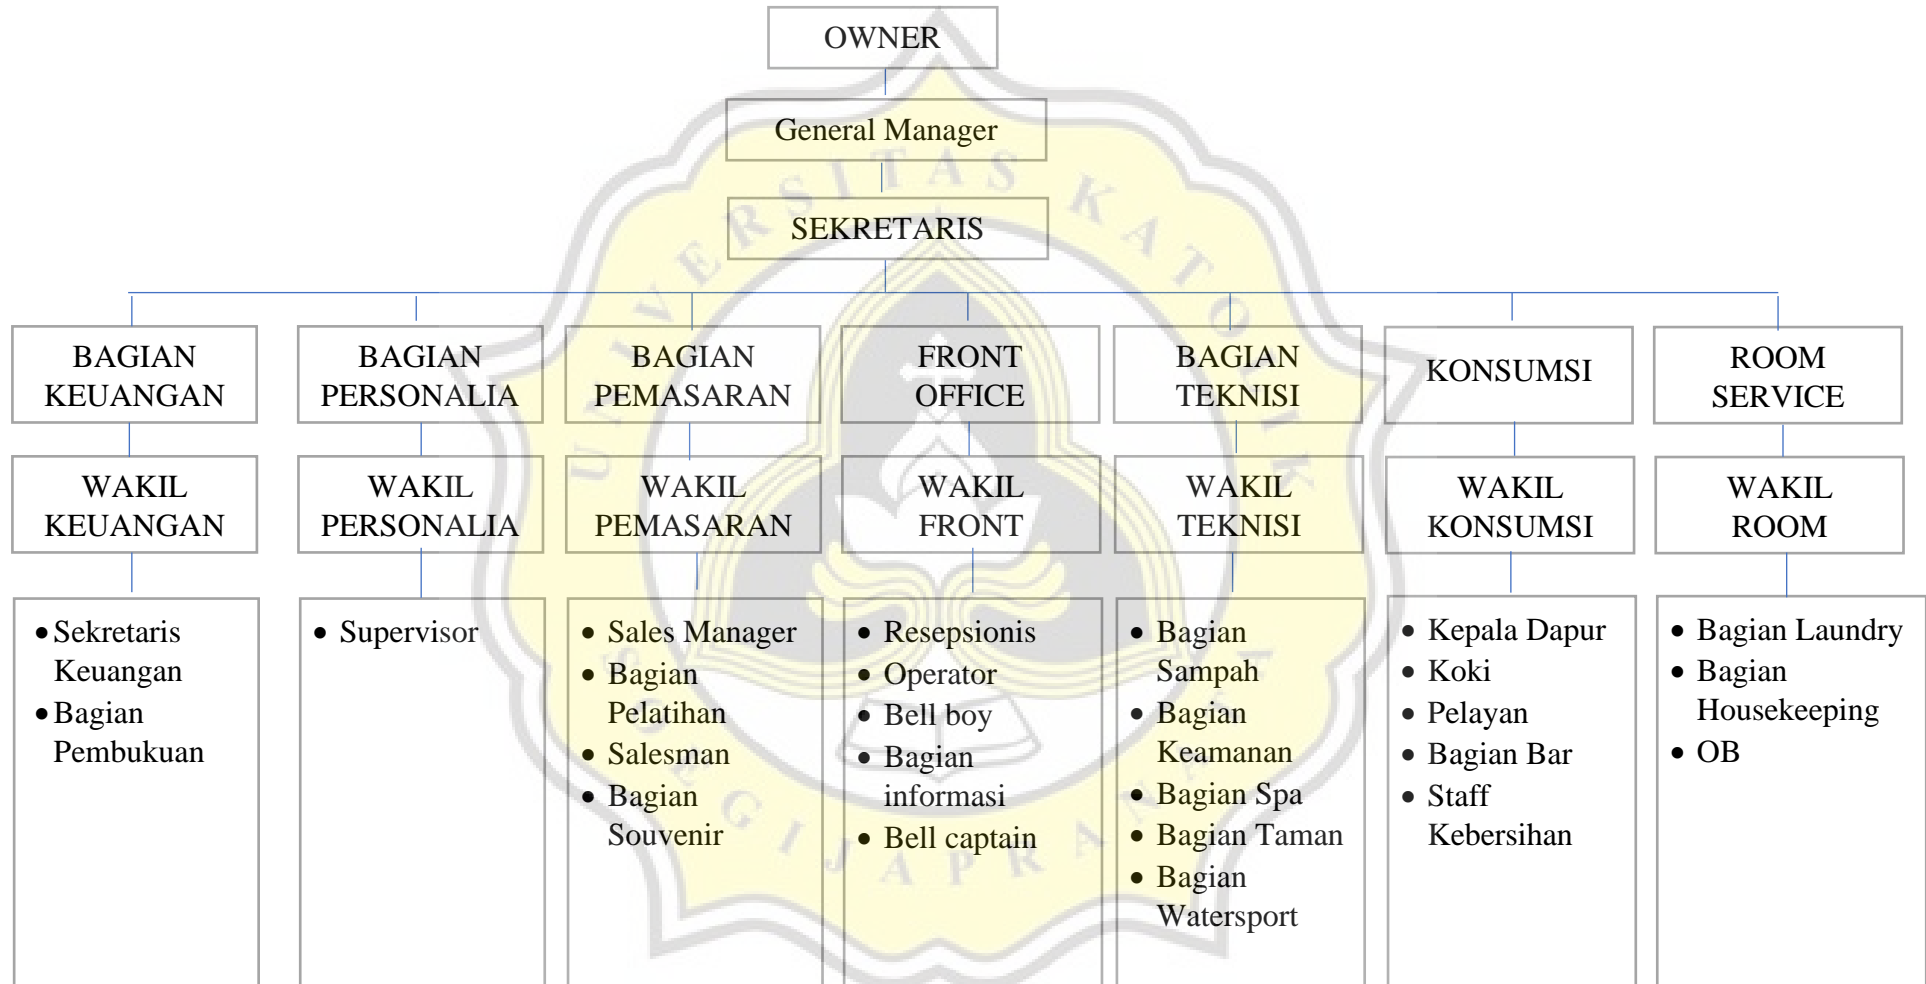 OWNER
General Manager
SEKRETARIS
BAGIAN
KEUANGAN
BAGIAN
PERSONALIA
BAGIAN
PEMASARAN
FRONT
OFFICE
BAGIAN
TEKNISI
KONSUMSI
ROOM
SERVICE
WAKIL
KEUANGAN
WAKIL
PERSONALIA
WAKIL
PEMASARAN
WAKIL
FRONT
WAKIL
TEKNISI
WAKIL
KONSUMSI
WAKIL
ROOM
• Sekretaris
Keuangan
• Bagian
Pembukuan
• Supervisor
• Sales Manager
• Bagian
Pelatihan
• Salesman
• Bagian
Souvenir
• Resepsionis
• Operator
• Bell boy
• Bagian
informasi
• Bell captain
• Bagian
Sampah
• Bagian
Keamanan
• Bagian Spa
• Bagian Taman
• Bagian
Watersport
• Kepala Dapur
• Koki
• Pelayan
• Bagian Bar
• Staff
Kebersihan
• Bagian Laundry
• Bagian
Housekeeping
• OB
UNIVERSITAS KATOLIK
SOEGIJAPRANATA